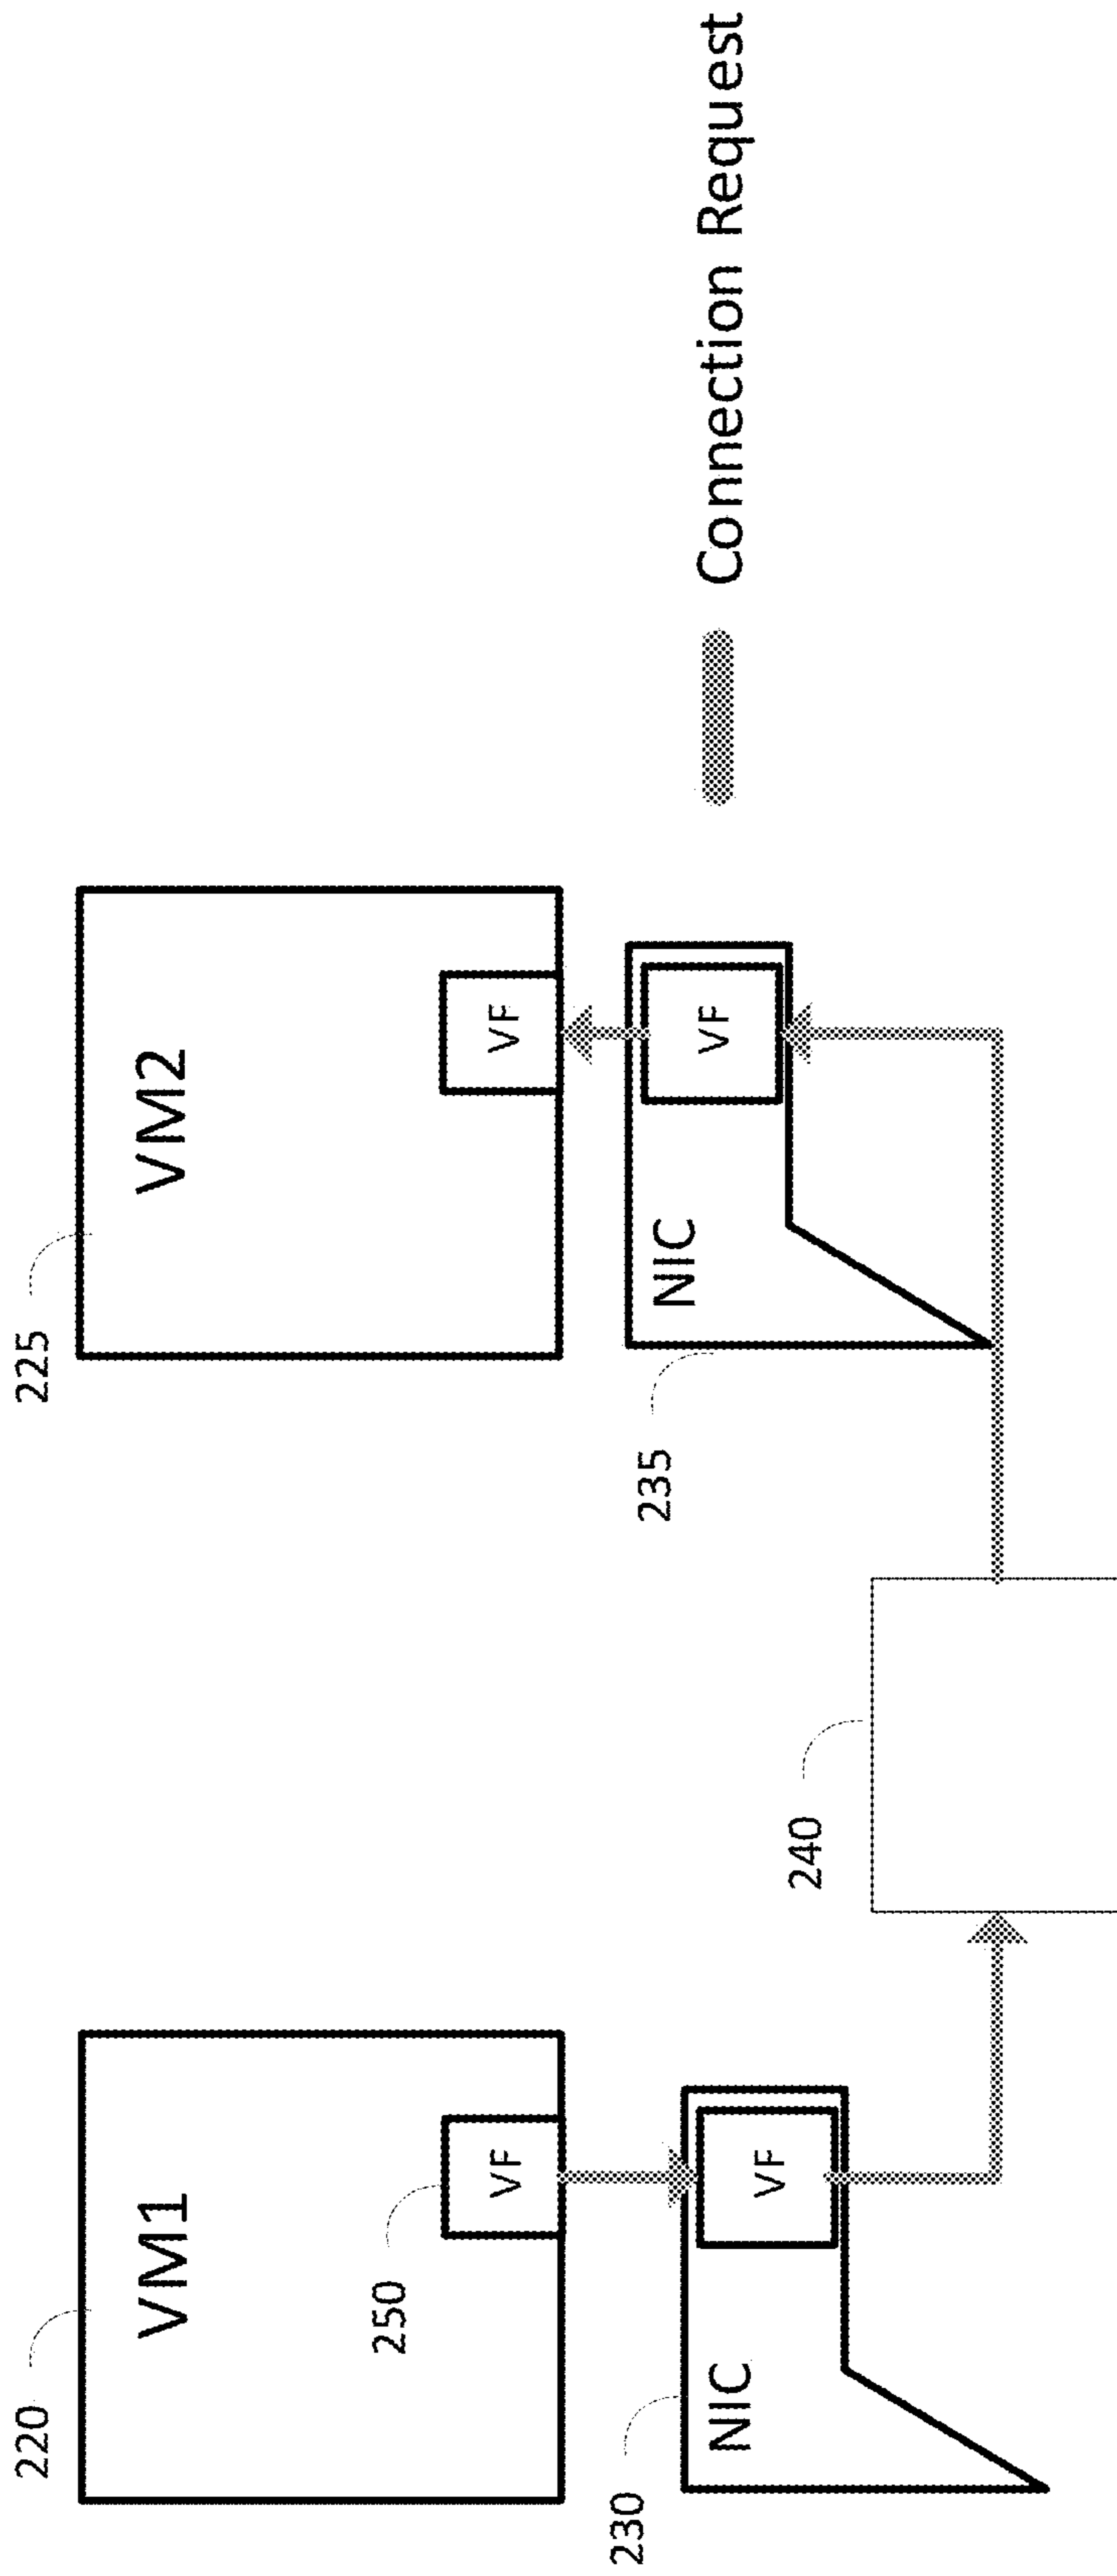 220
VM1
250
VF
230
NIC
VF
240
225
VM2
VF
235
NIC
VF
Connection Request